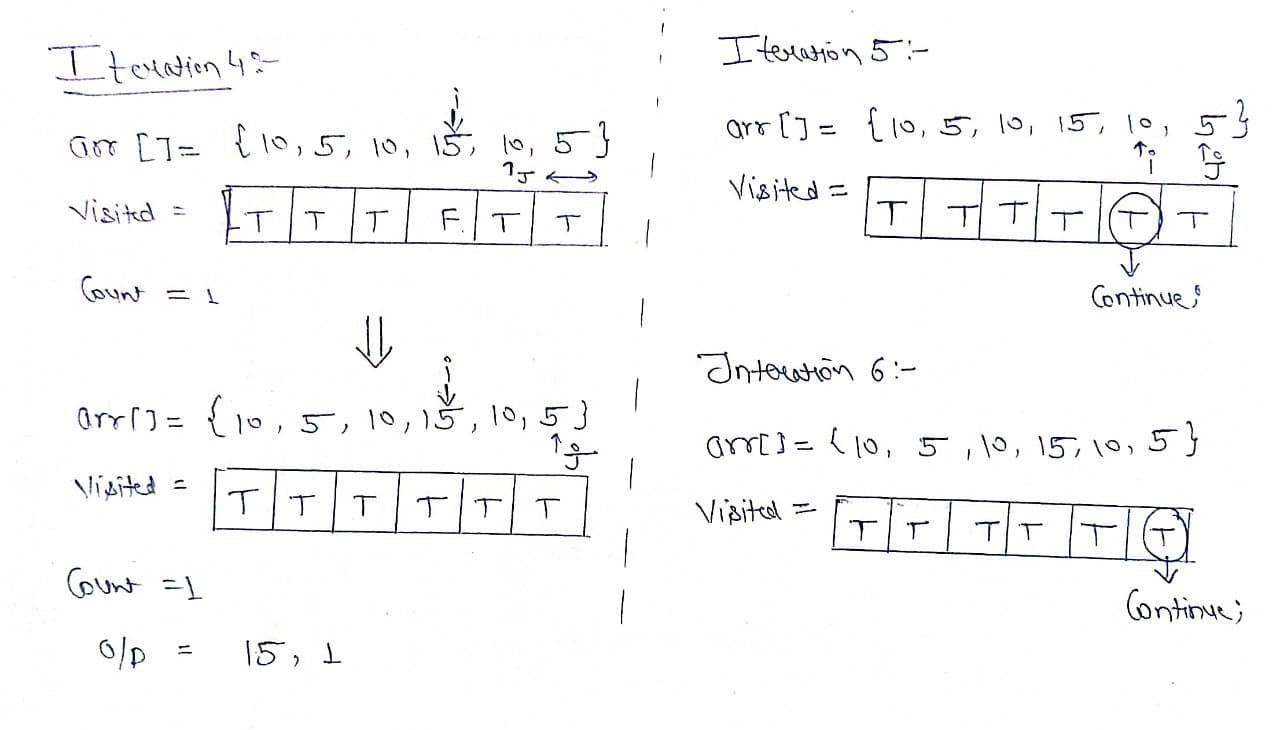 Iteration 4:-
i
arr []= {10, 5, 10, 15, 10, 5}
J
Visited = T T T F. T T
Count = 1
i
arr[]= {10, 5, 10, 15, 10, 5}
J
Visited = T T T T T T
Count =1
O/P = 15, 1
Iteration 5:-
arr[]= {10, 5, 10, 15, 10, 5}
i J
Visited = T T T T T T
Continue;
Interation 6:-
arr[]= {10, 5, 10, 15, 10, 5}
Visited = T T T T T T
Continue;